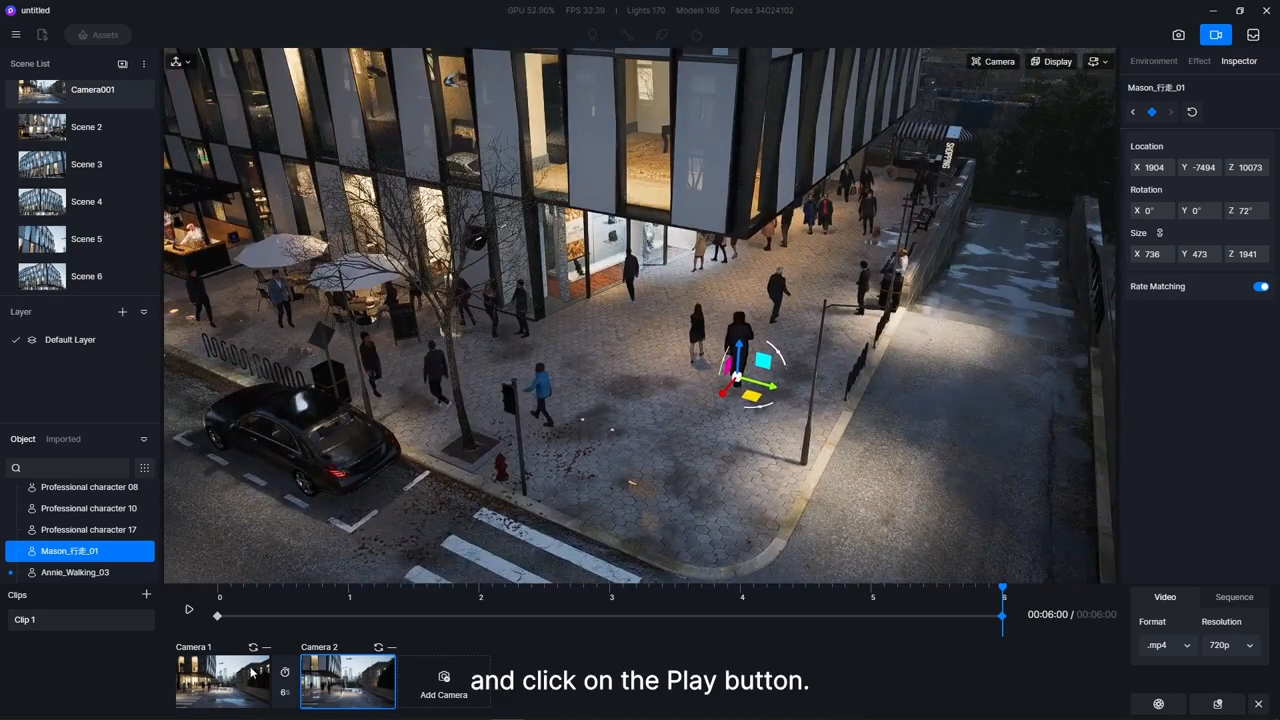 untitled
GPU 52.90% FPS 32.39 | Lights 170 Models 166 Faces 34024102
Assets
Scene List
Camera001
Scene 2
Scene 3
Scene 4
Scene 5
Scene 6
Layer
Default Layer
Object Imported
Professional character 08
Professional character 10
Professional character 17
Mason_行走_01
Annie_Walking_03
Clips
Clip 1
Camera Display
SHOPPING
Environment Effect Inspector
Mason_行走_01
Location
X 1904 Y -7494 Z 10073
Rotation
X 0° Y 0° Z 72°
Size
X 736 Y 473 Z 1941
Rate Matching
0 1 2 3 4 5 6
00:06:00 / 00:06:00
Camera 1 Camera 2
6s
Add Camera
and click on the Play button.
Video Sequence
Format Resolution
.mp4 720p